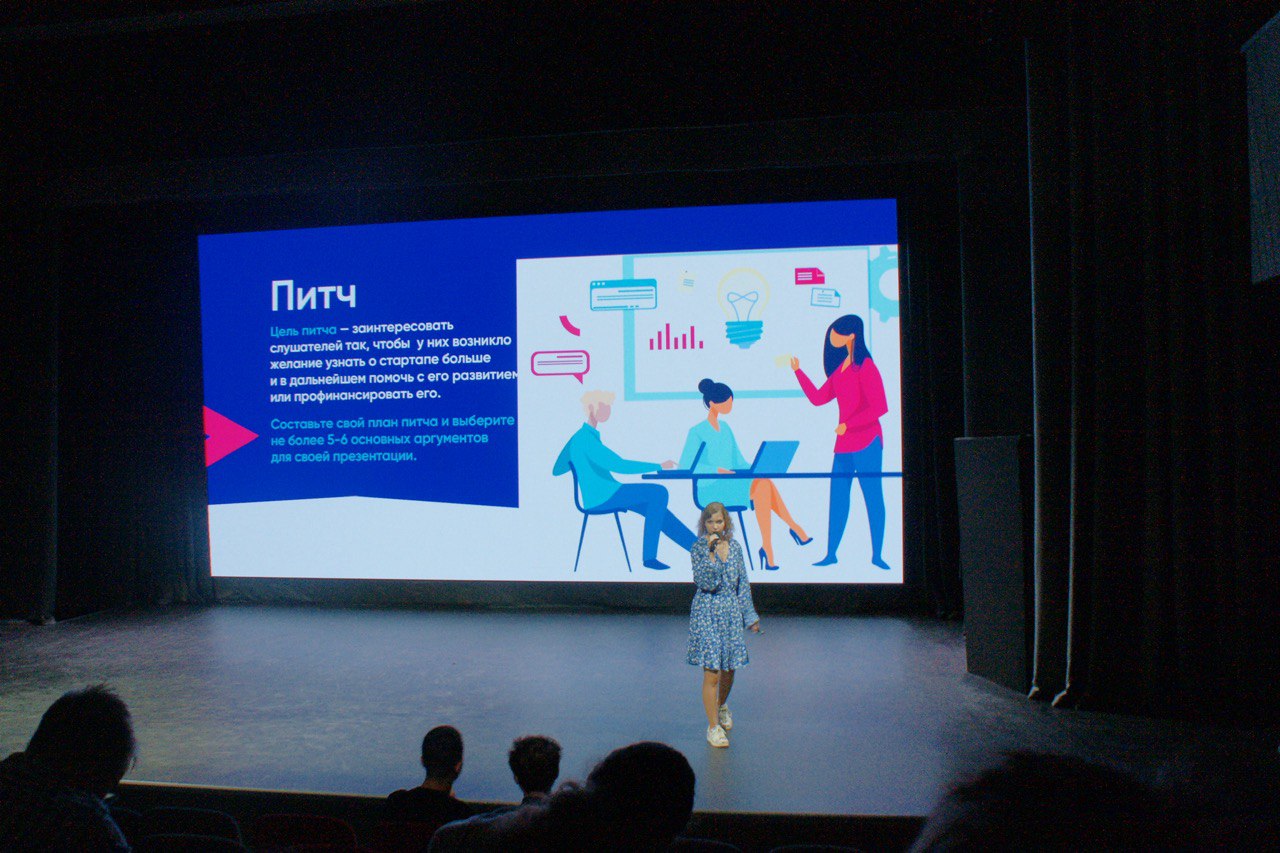 Питч
Цель питча – заинтересовать
слушателей так, чтобы у них возникло
желание узнать о стартапе больше
и в дальнейшем помочь с его развитием
или профинансировать его.
Составьте свой план питча и выберите
не более 5-6 основных аргументов
для своей презентации.